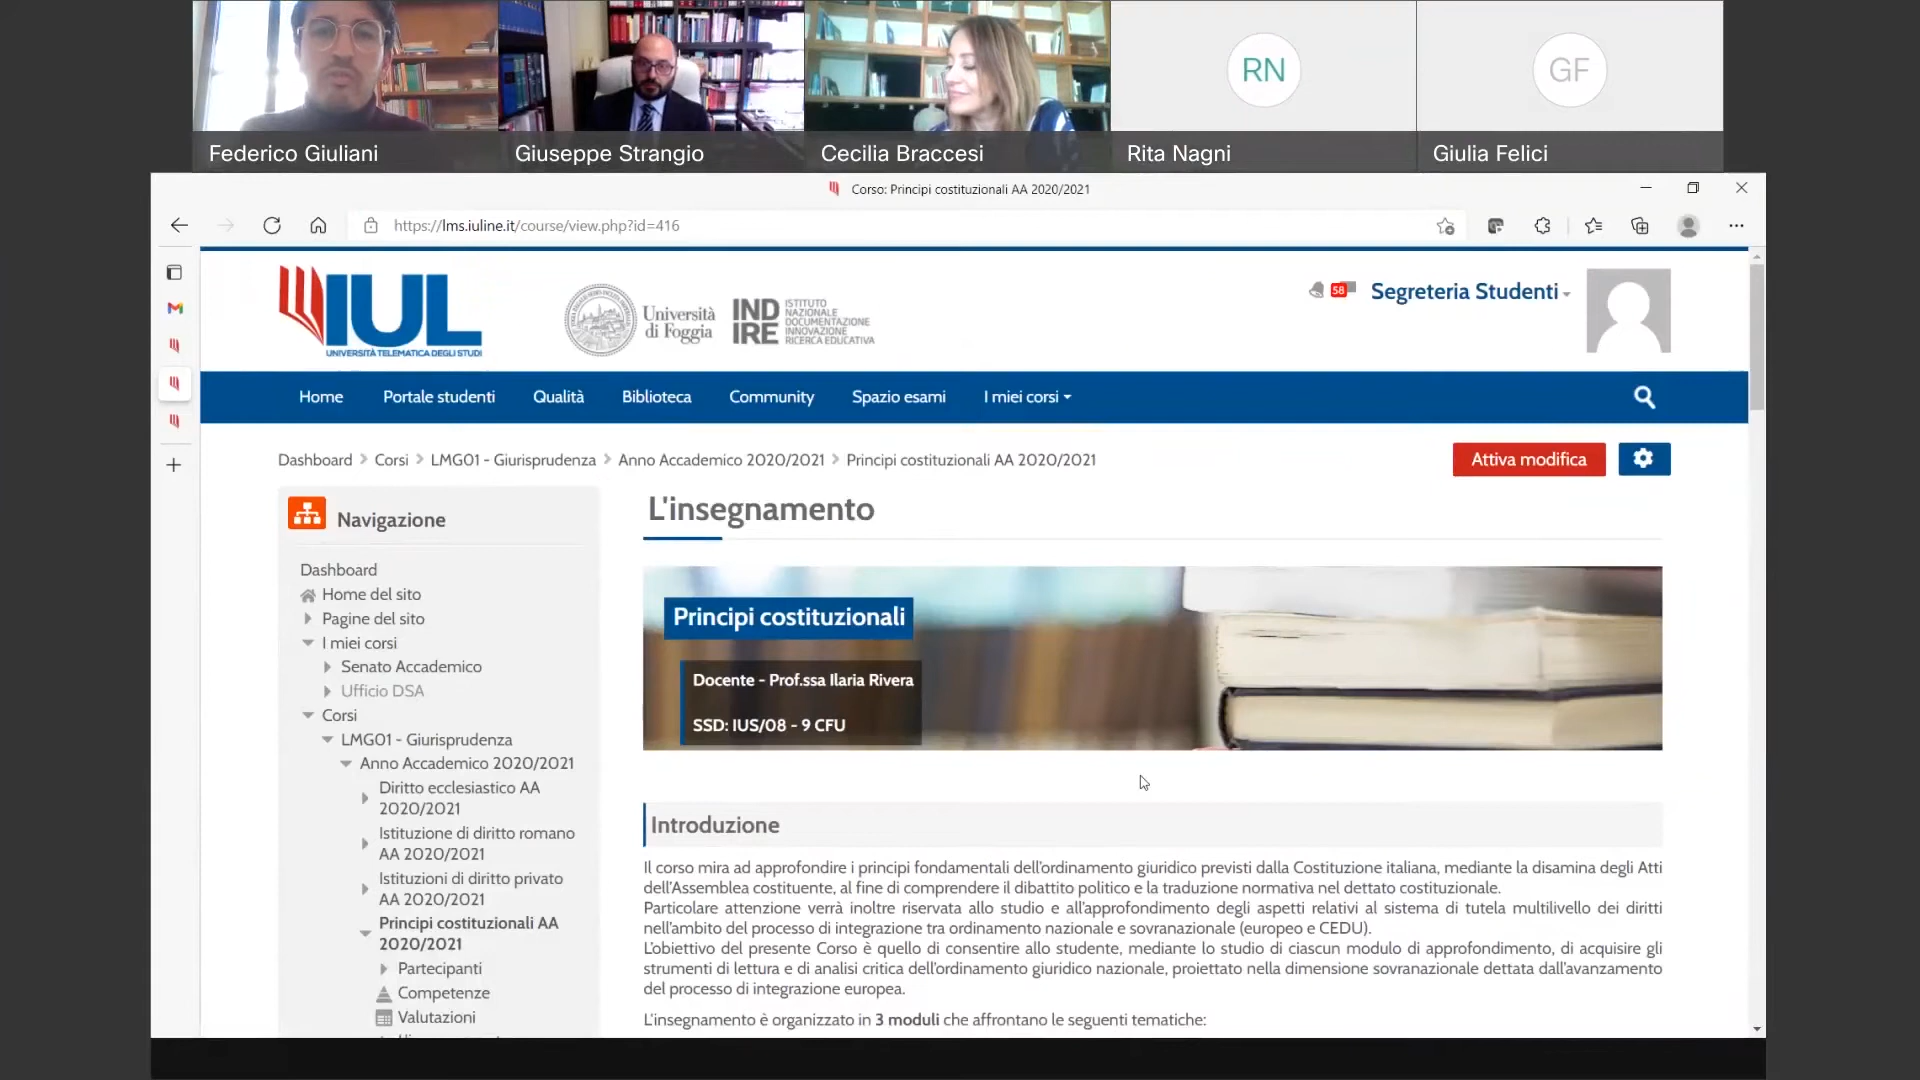 Federico Giuliani
Giuseppe Strangio
Cecilia Braccesi
RN
Rita Nagni
GF
Giulia Felici
Corso: Principi costituzionali AA 2020/2021
https://lms.iuline.it/course/view.php?id=416
IUL
UNIVERSITÀ TELEMATICA DEGLI STUDI
Università
di Foggia
IND
IRE
ISTITUTO
NAZIONALE
DOCUMENTAZIONE
INNOVAZIONE
RICERCA EDUCATIVA
58
Segreteria Studenti
Home Portale studenti Qualità Biblioteca Community Spazio esami I miei corsi
Dashboard Corsi LMG01 - Giurisprudenza Anno Accademico 2020/2021 Principi costituzionali AA 2020/2021
Attiva modifica
Navigazione
Dashboard
Home del sito
Pagine del sito
I miei corsi
Senato Accademico
Ufficio DSA
Corsi
LMG01 - Giurisprudenza
Anno Accademico 2020/2021
Diritto ecclesiastico AA
2020/2021
Istituzione di diritto romano
AA 2020/2021
Istituzioni di diritto privato
AA 2020/2021
Principi costituzionali AA
2020/2021
Partecipanti
Competenze
Valutazioni
L'insegnamento
Principi costituzionali
Docente - Prof.ssa Ilaria Rivera
SSD: IUS/08 - 9 CFU
Introduzione
Il corso mira ad approfondire i principi fondamentali dell'ordinamento giuridico previsti dalla Costituzione italiana, mediante la disamina degli Atti
dell'Assemblea costituente, al fine di comprendere il dibattito politico e la traduzione normativa nel dettato costituzionale.
Particolare attenzione verrà inoltre riservata allo studio e all'approfondimento degli aspetti relativi al sistema di tutela multilivello dei diritti
nell'ambito del processo di integrazione tra ordinamento nazionale e sovranazionale (europeo e CEDU).
L'obiettivo del presente Corso è quello di consentire allo studente, mediante lo studio di ciascun modulo di approfondimento, di acquisire gli
strumenti di lettura e di analisi critica dell'ordinamento giuridico nazionale, proiettato nella dimensione sovranazionale dettata dall'avanzamento
del processo di integrazione europea.
L'insegnamento è organizzato in 3 moduli che affrontano le seguenti tematiche: